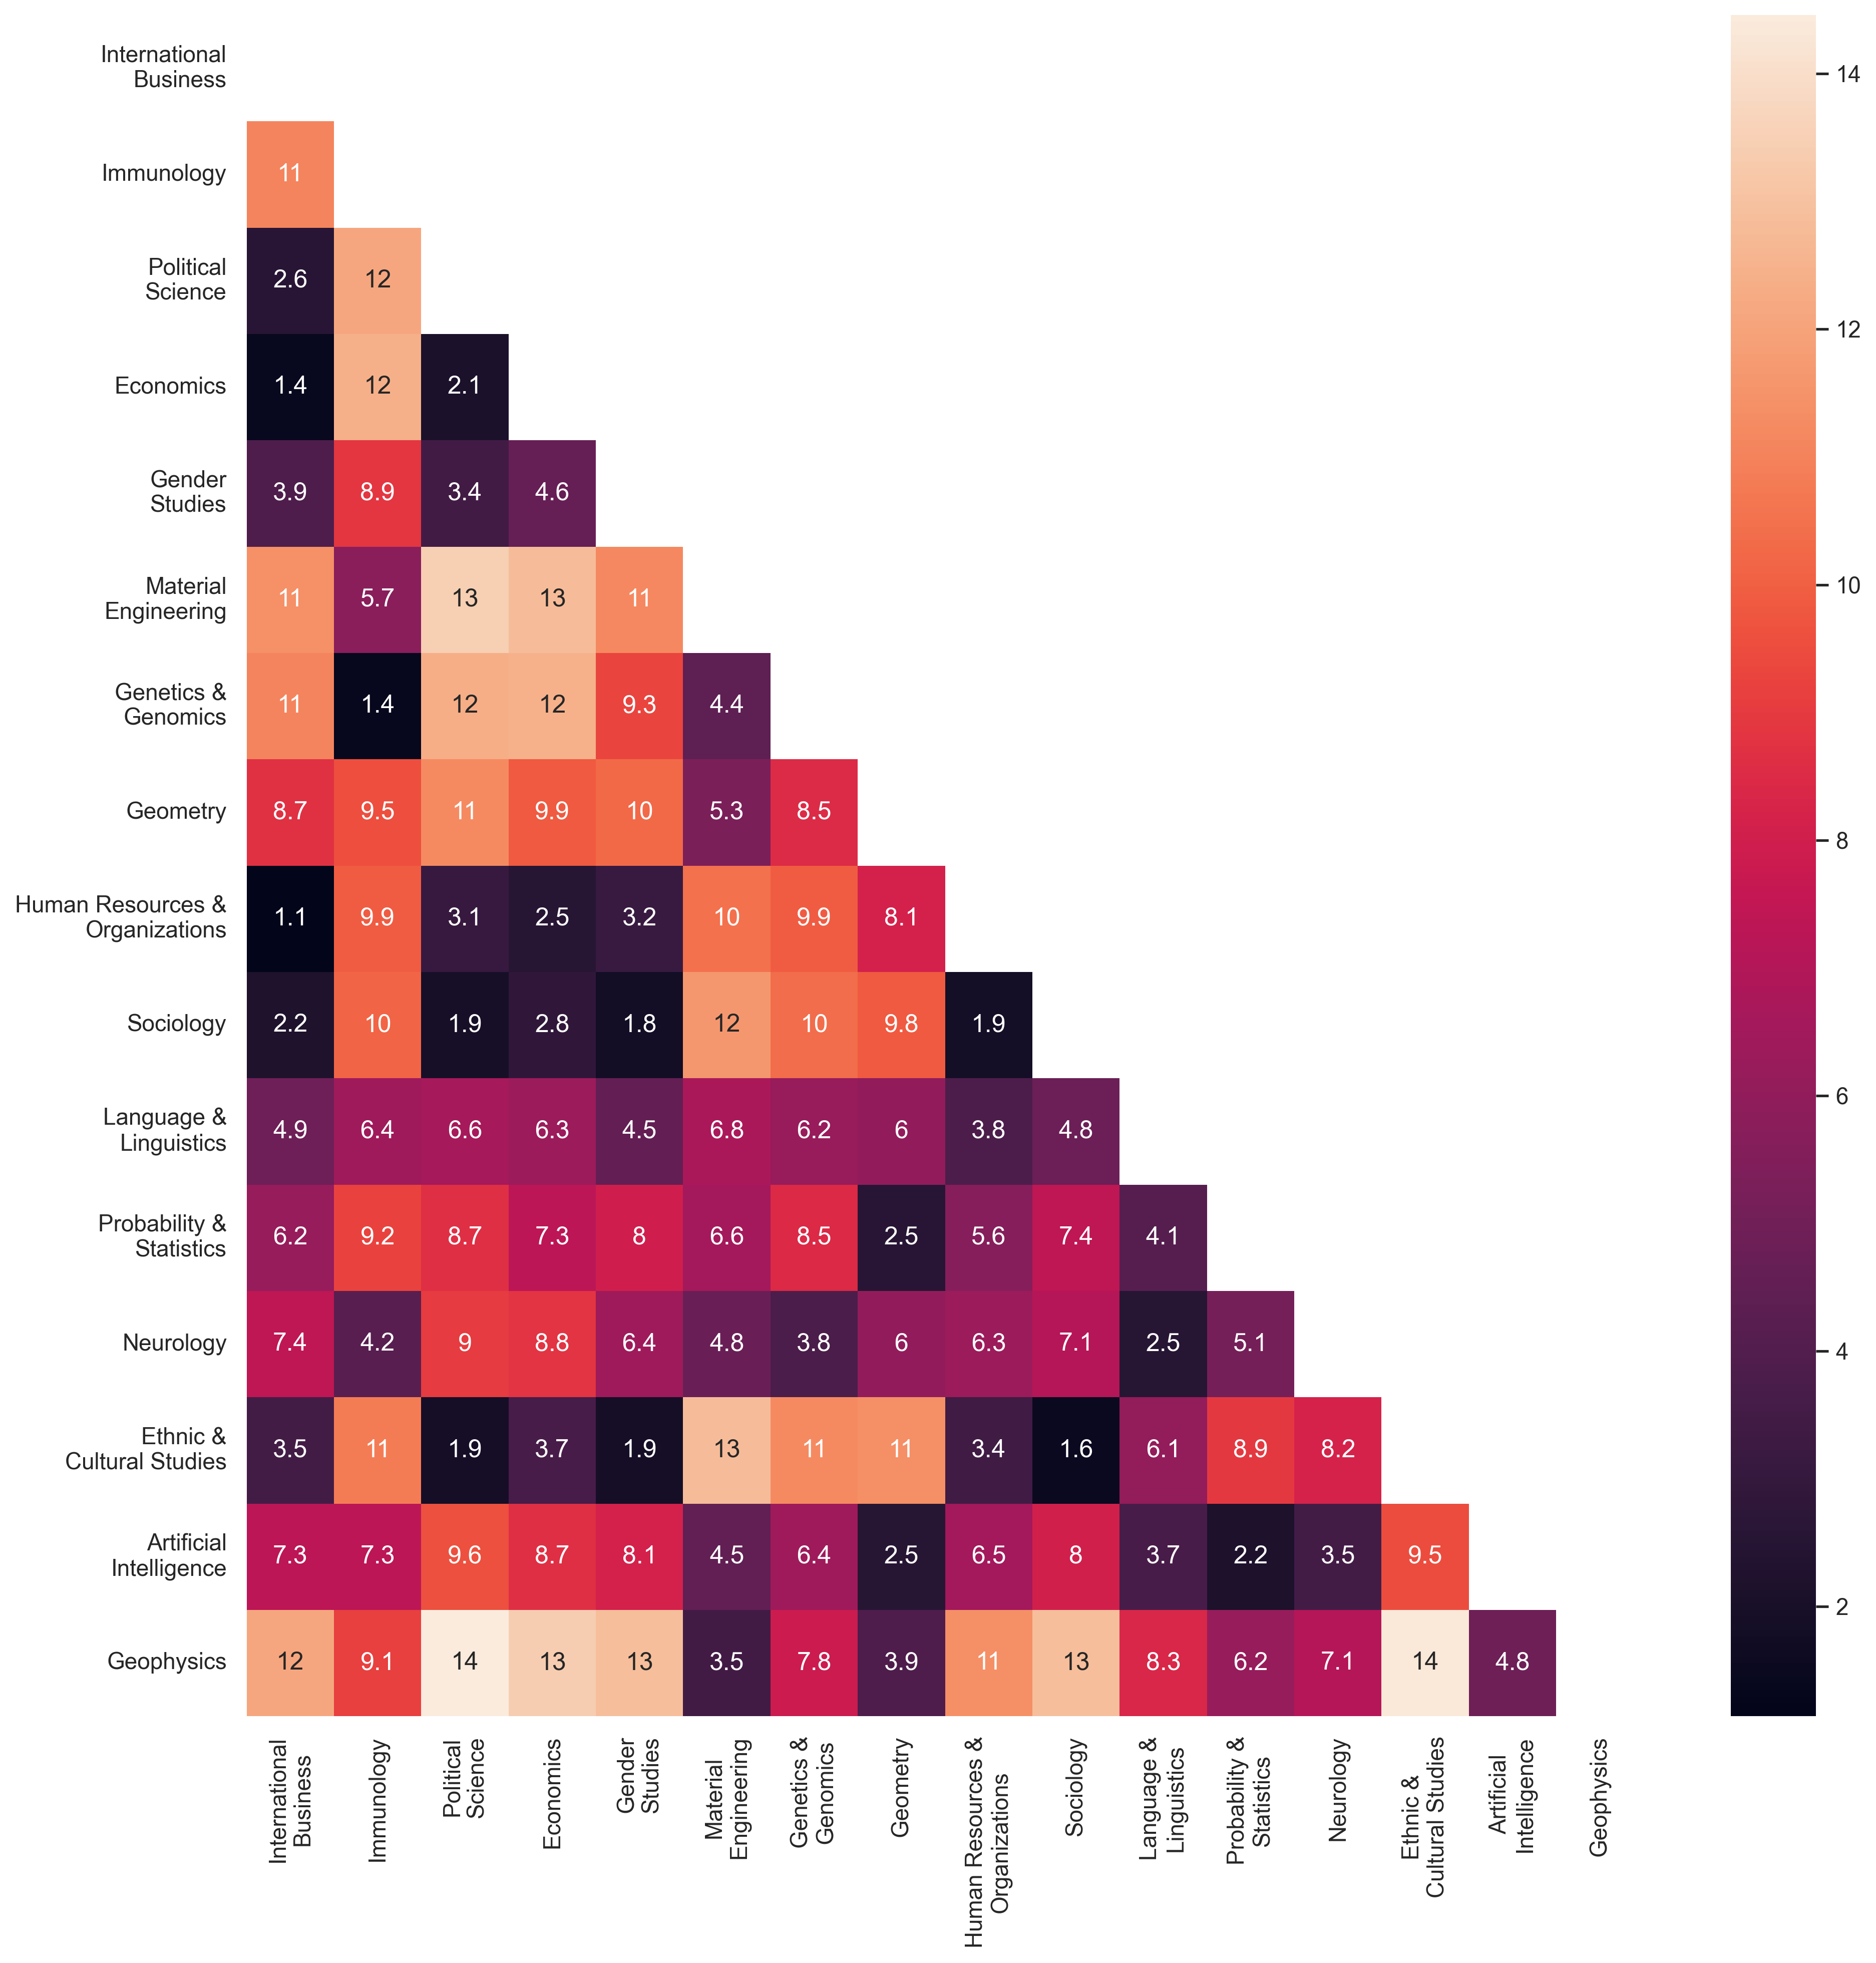 International
Business
Immunology
11
Political
Science
2.6 12
Economics
1.4 12 2.1
Gender
Studies
3.9 8.9 3.4 4.6
Material
Engineering
11 5.7 13 13 11
Genetics &
Genomics
11 1.4 12 12 9.3 4.4
Geometry
8.7 9.5 11 9.9 10 5.3 8.5
Human Resources &
Organizations
1.1 9.9 3.1 2.5 3.2 10 9.9 8.1
Sociology
2.2 10 1.9 2.8 1.8 12 10 9.8 1.9
Language &
Linguistics
4.9 6.4 6.6 6.3 4.5 6.8 6.2 6 3.8 4.8
Probability &
Statistics
6.2 9.2 8.7 7.3 8 6.6 8.5 2.5 5.6 7.4 4.1
Neurology
7.4 4.2 9 8.8 6.4 4.8 3.8 6 6.3 7.1 2.5 5.1
Ethnic &
Cultural Studies
3.5 11 1.9 3.7 1.9 13 11 11 3.4 1.6 6.1 8.9 8.2
Artificial
Intelligence
7.3 7.3 9.6 8.7 8.1 4.5 6.4 2.5 6.5 8 3.7 2.2 3.5 9.5
Geophysics
12 9.1 14 13 13 3.5 7.8 3.9 11 13 8.3 6.2 7.1 14 4.8
International
Business
Immunology
Political
Science
Economics
Gender
Studies
Material
Engineering
Genetics &
Genomics
Geometry
Human Resources &
Organizations
Sociology
Language &
Linguistics
Probability &
Statistics
Neurology
Ethnic &
Cultural Studies
Artificial
Intelligence
Geophysics
14
12
10
8
6
4
2